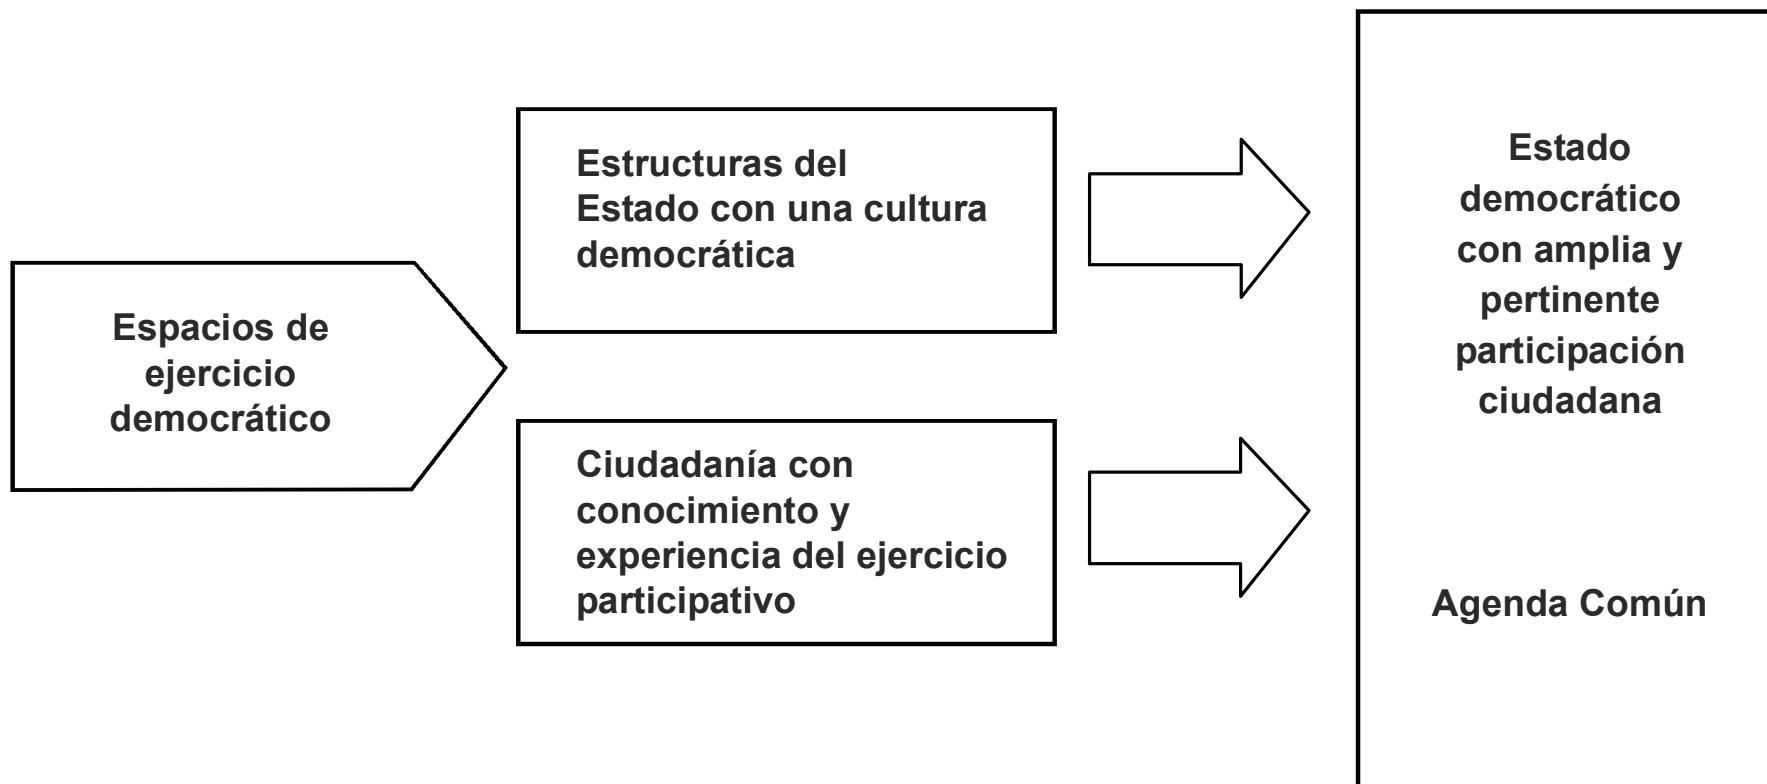 Espacios de
ejercicio
democrático
Estructuras del
Estado con una cultura
democrática
Ciudadanía con
conocimiento y
experiencia del ejercicio
participativo
Estado
democrático
con amplia y
pertinente
participación
ciudadana
Agenda Común